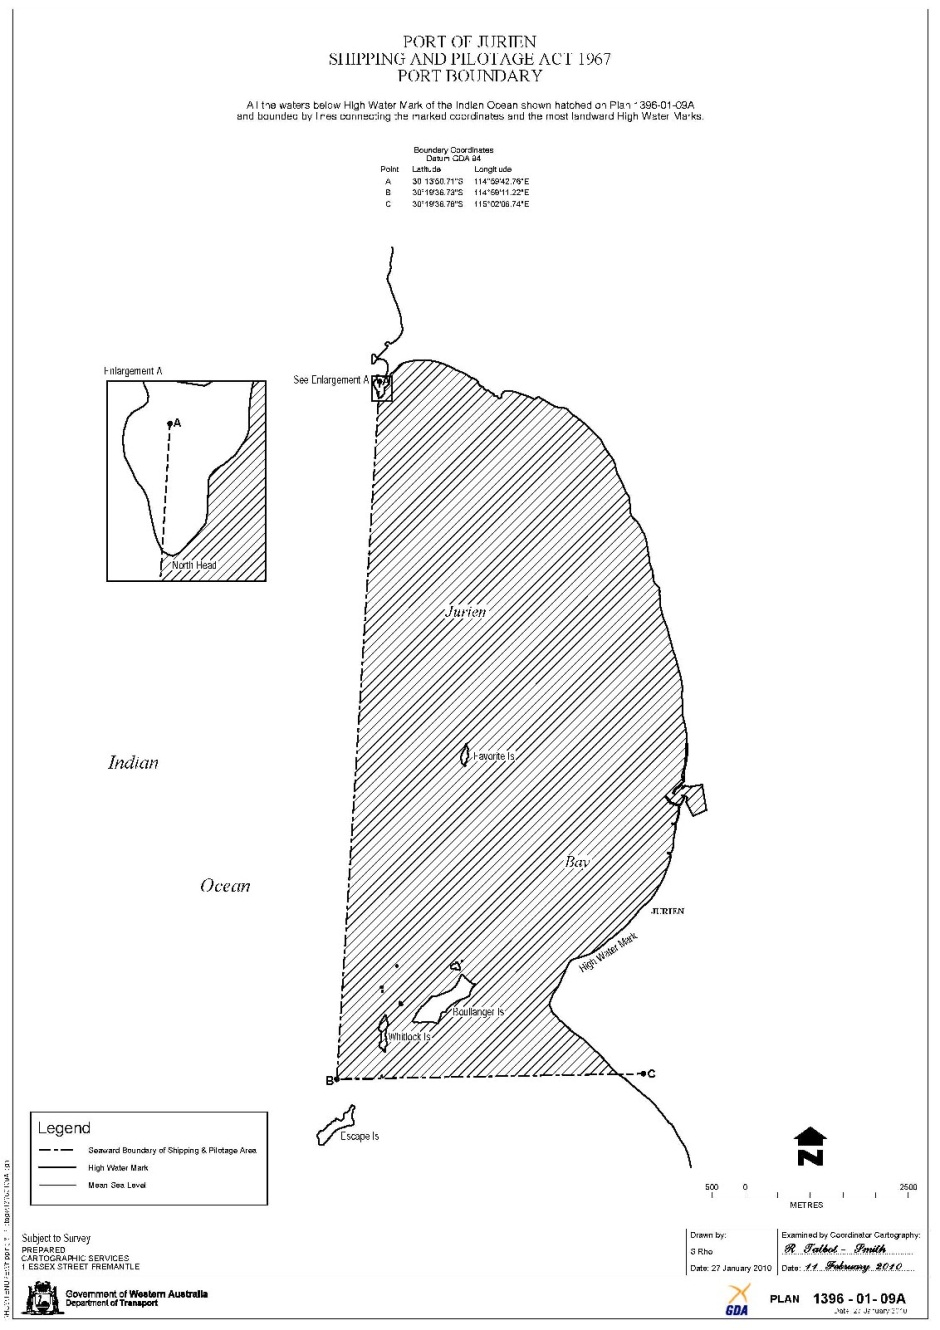 PORT OF JURIEN
SHIPPING AND PILOTAGE ACT 1967
PORT BOUNDARY
All the waters below High Water Mark of the Indian Ocean shown hatched on Plan 1396-01-09A
and bounded by lines connecting the marked coordinates and the most landward High Water Marks.
Boundary Coordinates
Datum GDA 94
Point Latitude Longitude
A 30°13'50.71"S 114°59'42.76"E
B 30°19'36.73"S 114°59'11.22"E
C 30°19'36.78"S 115°02'06.74"E
Enlargement A
See Enlargement A
A
A
North Head
Jurien
Indian
Favorite Is
Bay
Ocean
JURIEN
High Water Mark
Boullanger Is
Whitlock Is
B
C
Escape Is
Legend
Seaward Boundary of Shipping & Pilotage Area
High Water Mark
Mean Sea Level
N
500 0 2500
METRES
Subject to Survey
PREPARED
CARTOGRAPHIC SERVICES
1 ESSEX STREET FREMANTLE
Drawn by:
S Rho
Date: 27 January 2010
Examined by Coordinator Cartography:
R Talbot - Smith
Date: 11 February 2010
Government of Western Australia
Department of Transport
GDA
PLAN 1396 - 01 - 09A
Date: 27 January 2010